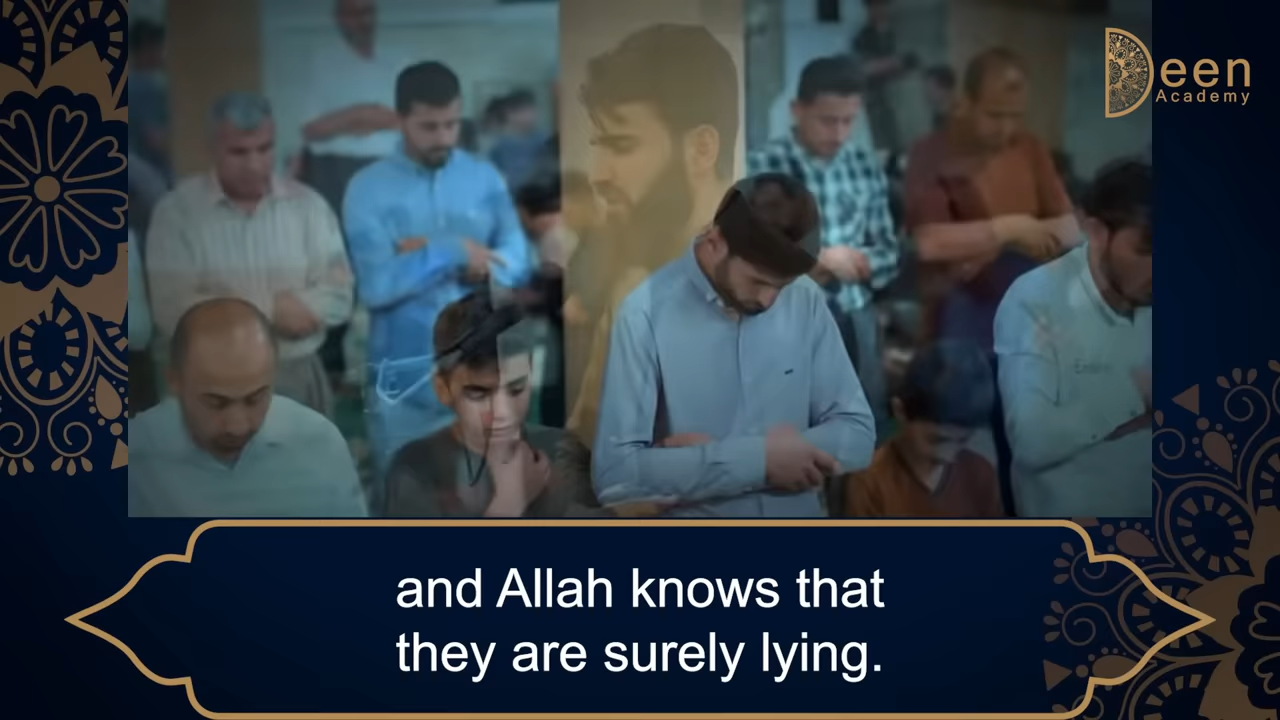 Deen
Academy
and Allah knows that
they are surely lying.